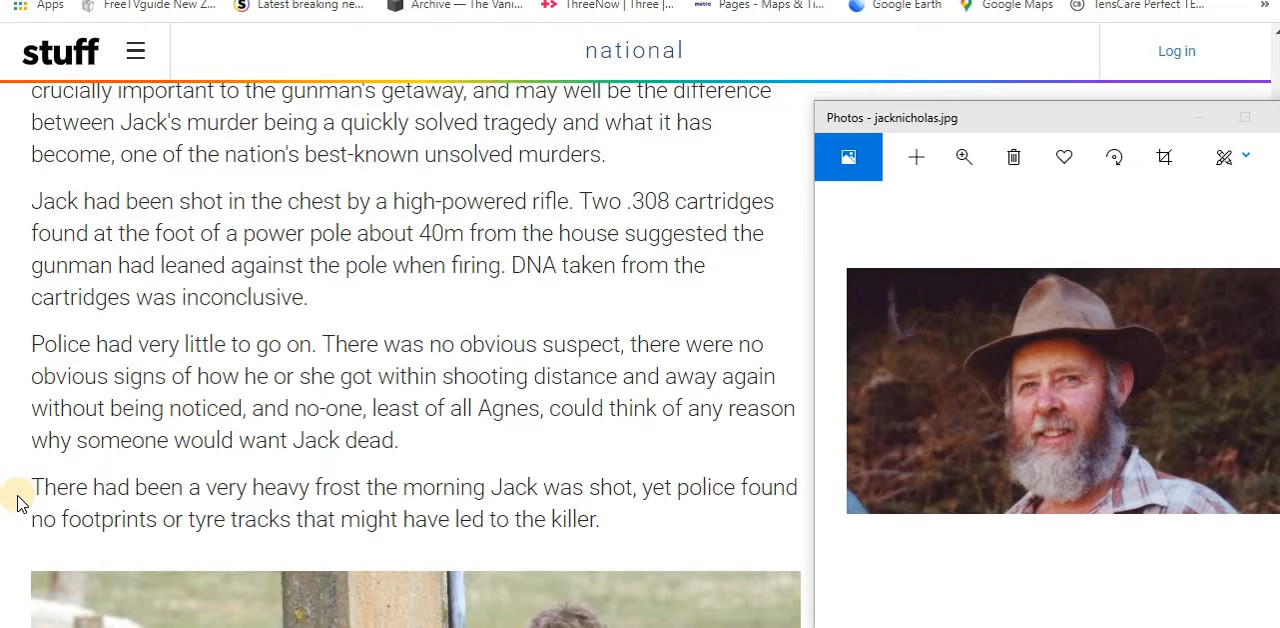 Apps
FreeTVguide New Z...
Latest breaking ne...
Archive — The Vani...
ThreeNow | Three |...
metro
Pages - Maps & Ti...
Google Earth
Google Maps
TensCare Perfect TE...
»
stuff
national
Log in
crucially important to the gunman's getaway, and may well be the difference
between Jack's murder being a quickly solved tragedy and what it has
become, one of the nation's best-known unsolved murders.
Jack had been shot in the chest by a high-powered rifle. Two .308 cartridges
found at the foot of a power pole about 40m from the house suggested the
gunman had leaned against the pole when firing. DNA taken from the
cartridges was inconclusive.
Police had very little to go on. There was no obvious suspect, there were no
obvious signs of how he or she got within shooting distance and away again
without being noticed, and no-one, least of all Agnes, could think of any reason
why someone would want Jack dead.
There had been a very heavy frost the morning Jack was shot, yet police found
no footprints or tyre tracks that might have led to the killer.
Photos - jacknicholas.jpg